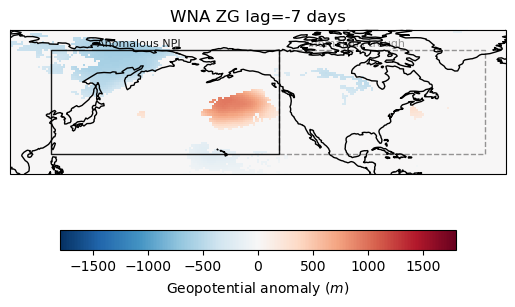 WNA ZG lag=-7 days
Anomalous NPJ
−1500 −1000 −500 0 500 1000 1500
Geopotential anomaly (m)